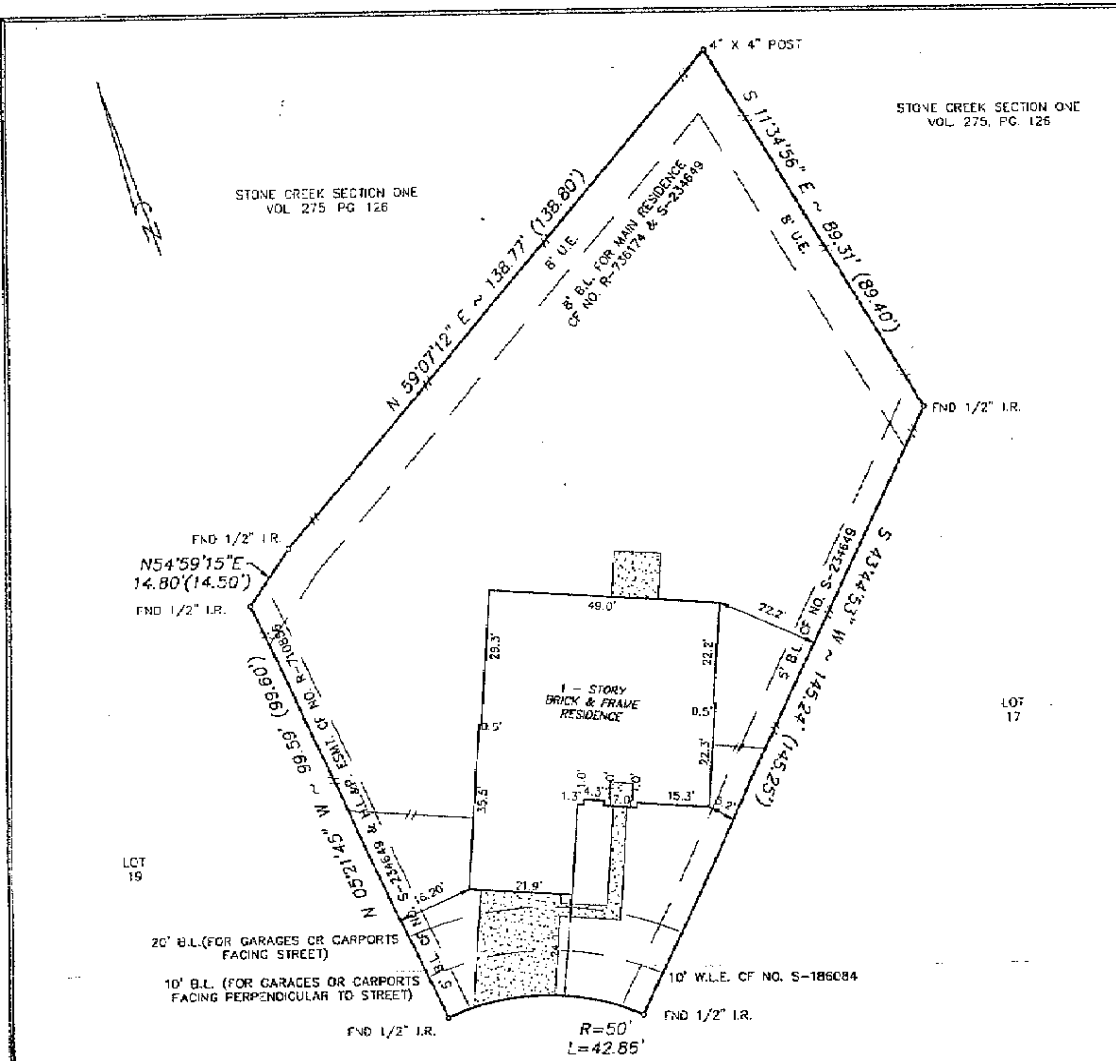 4" X 4" POST
STONE CREEK SECTION ONE
VOL. 275, PG. 126
STONE CREEK SECTION ONE
VOL 275 PG 126
S 11°34'56" E ~ 89.31' (89.40')
8' U.E.
N 59°07'12" E ~ 138.77' (138.80')
8' U.E.
8' B.L. FOR MAIN RESIDENCE
CF NO. R-736174 & S-234649
FND 1/2" I.R.
FND 1/2" I.R.
N54°59'15"E
14.80'(14.50')
FND 1/2" I.R.
S 43°44'53" W ~ 145.24' (145.25')
5' B.L. CF NO. S-234649
22.2'
49.0'
29.3'
22.2'
1 - STORY
BRICK & FRAME
RESIDENCE
0.5'
0.5'
22.3'
35.5'
1.0'
1.3'
4.3'
7.0'
1.0'
15.3'
LOT
17
LOT
19
N 05°21'45" W ~ 99.59' (99.60')
5' B.L. CF NO. S-234649 & H.L.&P. ESMT. CF NO. R-710856
16.20'
21.9'
24
20' B.L.(FOR GARAGES OR CARPORTS
FACING STREET)
10' B.L. (FOR GARAGES OR CARPORTS
FACING PERPENDICULAR TO STREET)
10' W.L.E. CF NO. S-186084
FND 1/2" I.R.
FND 1/2" I.R.
R=50'
L=42.85'